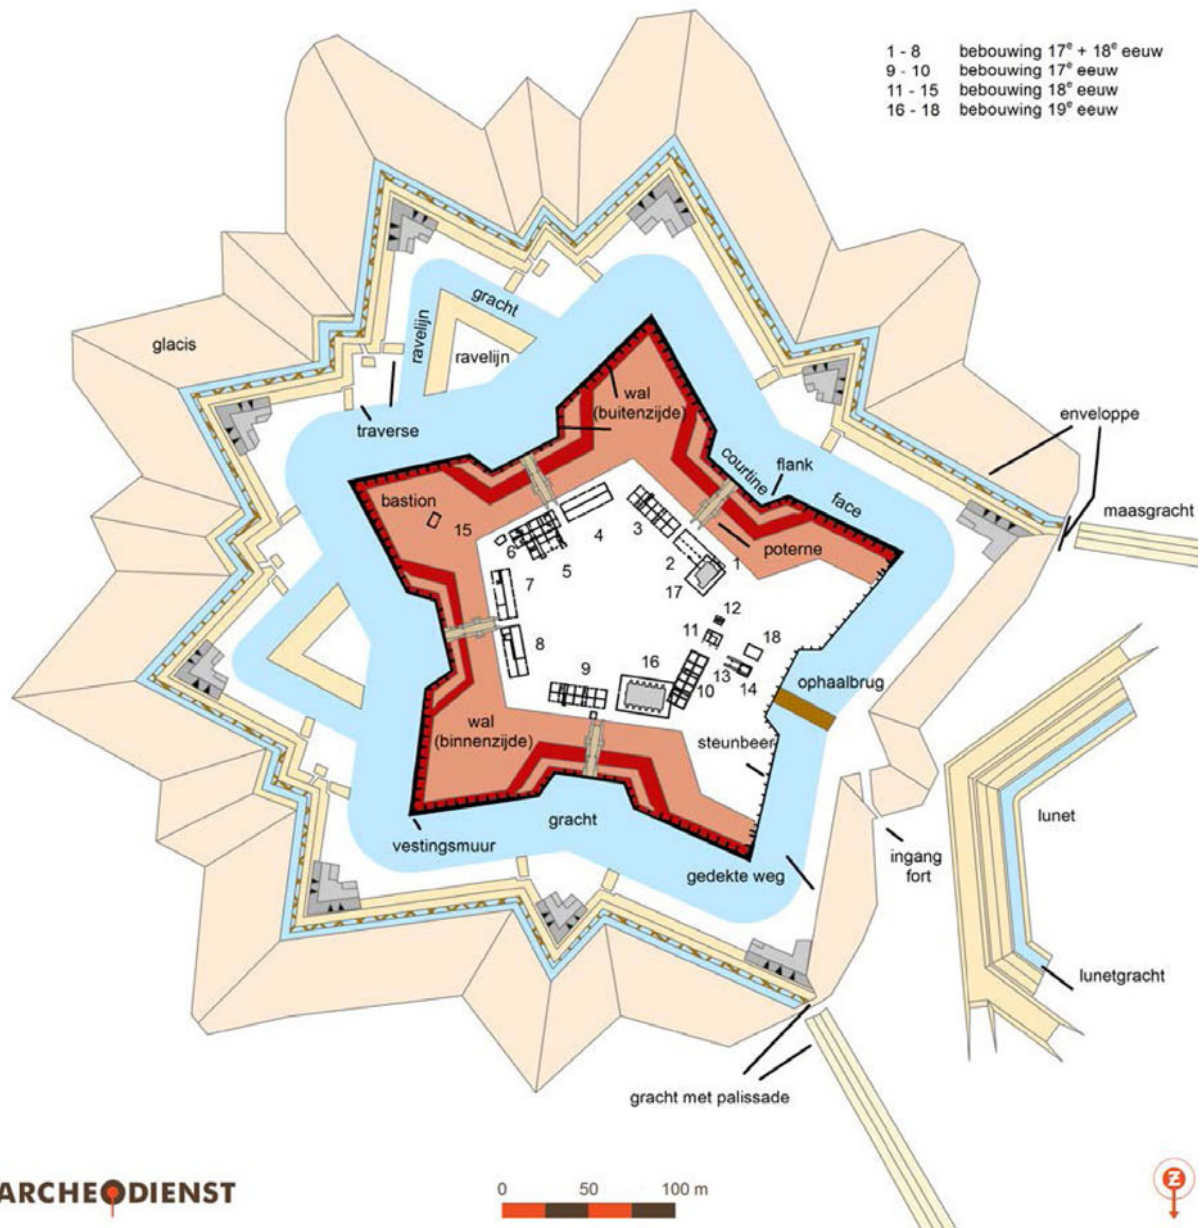 1 - 8 bebouwing 17e + 18e eeuw
9 - 10 bebouwing 17e eeuw
11 - 15 bebouwing 18e eeuw
16 - 18 bebouwing 19e eeuw
glacis
gracht
ravelijn
ravelijn
traverse
wal
(buitenzijde)
enveloppe
maasgracht
courtine
flank
face
bastion
15
poterne
6
5
4
3
2
1
17
7
8
12
11
18
13
14
9
16
10
ophaalbrug
steunbeer
wal
(binnenzijde)
gracht
vestingsmuur
gedekte weg
ingang
fort
lunet
lunetgracht
gracht met palissade
ARCHEODIENST
0 50 100 m
Z